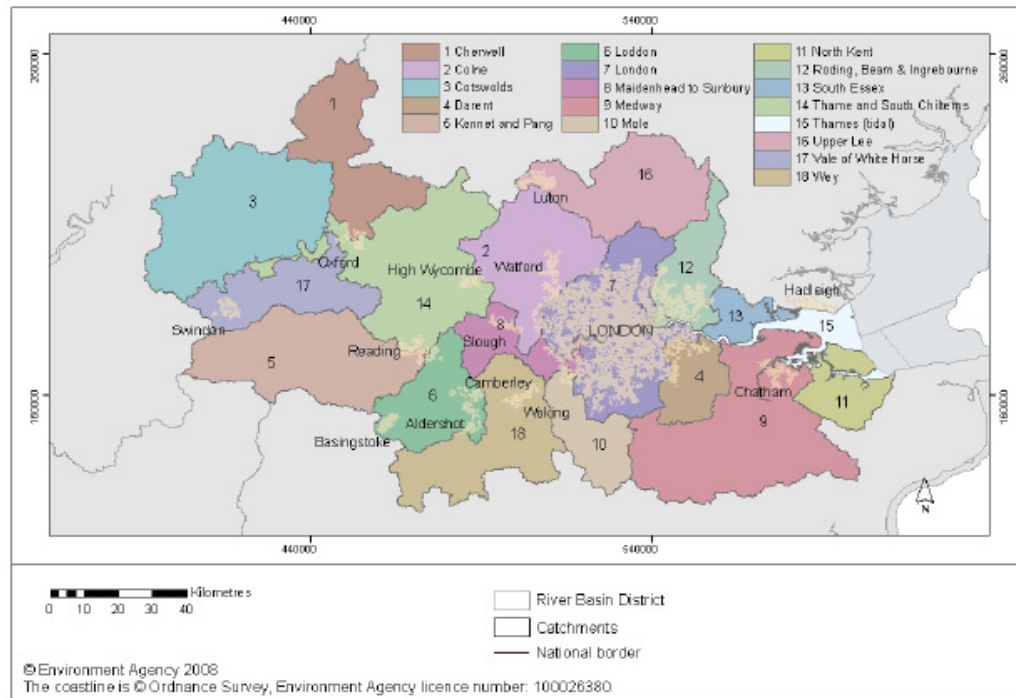 440000 540000
260000 260000
1 Cherwell 6 Loddon 11 North Kent
2 Colne 7 London 12 Roding, Beam & Ingrebourne
3 Cotswolds 8 Maidenhead to Sunbury 13 South Essex
4 Darent 9 Medway 14 Thame and South Chilterns
5 Kennet and Pang 10 Mole 15 Thames (tidal)
16 Upper Lee
17 Vale of White Horse
18 Wey
1
16
3
Luton
2
Oxford
High Wycombe
Watford
12
17
7
Hadleigh
14
Swindon
8
LONDON
13
15
Reading
Slough
5
Camberley
4
Chatham
160000
6
Woking
11
160000
Aldershot
9
Basingstoke
18
10
N
440000 540000
Kilometres
0 10 20 30 40
River Basin District
Catchments
National border
© Environment Agency 2008
The coastline is © Ordnance Survey, Environment Agency licence number: 100026380.